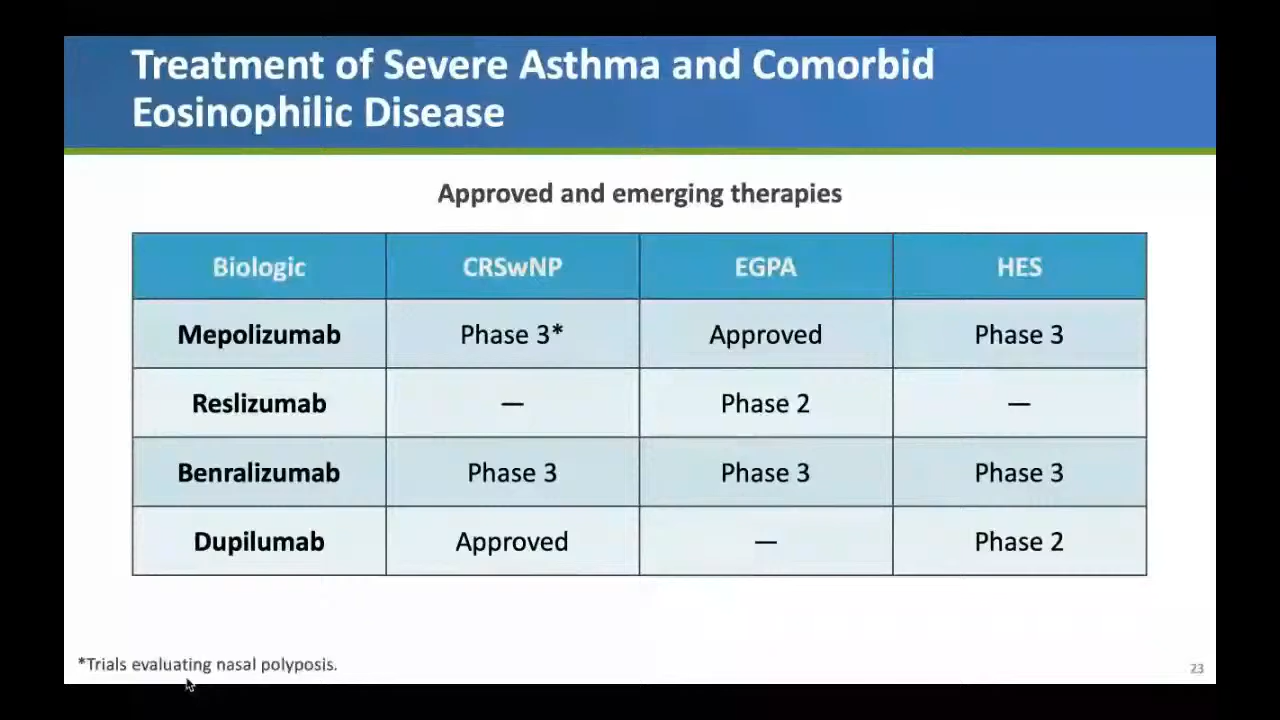 Treatment of Severe Asthma and Comorbid
Eosinophilic Disease
Approved and emerging therapies
Biologic CRSwNP EGPA HES
Mepolizumab Phase 3* Approved Phase 3
Reslizumab — Phase 2 —
Benralizumab Phase 3 Phase 3 Phase 3
Dupilumab Approved — Phase 2
*Trials evaluating nasal polyposis.
23